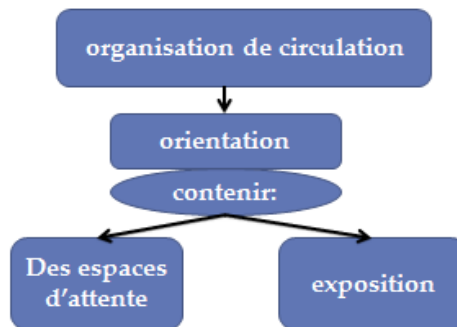 organisation de circulation
orientation
contenir:
Des espaces
d'attente
exposition